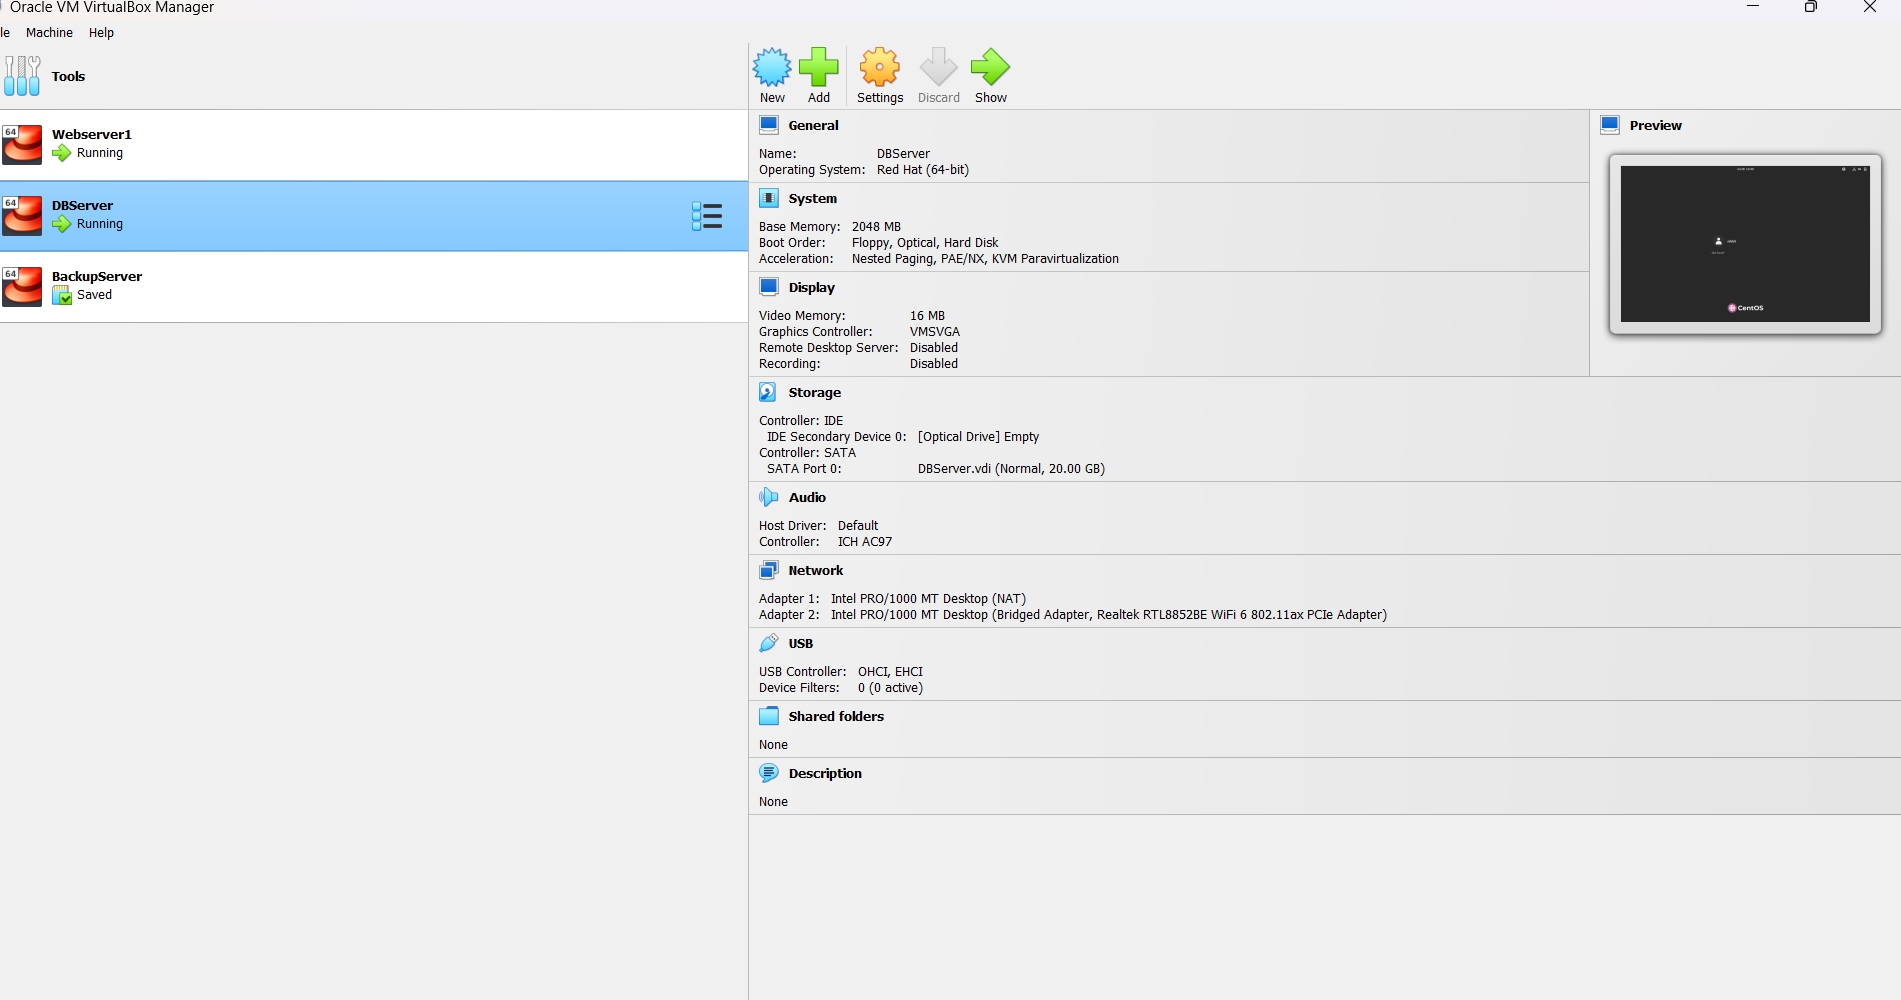 Oracle VM VirtualBox Manager
le Machine Help
Tools
New Add Settings Discard Show
64 Webserver1
Running
64 DBServer
Running
64 BackupServer
Saved
General
Name: DBServer
Operating System: Red Hat (64-bit)
System
Base Memory: 2048 MB
Boot Order: Floppy, Optical, Hard Disk
Acceleration: Nested Paging, PAE/NX, KVM Paravirtualization
Display
Video Memory: 16 MB
Graphics Controller: VMSVGA
Remote Desktop Server: Disabled
Recording: Disabled
Preview
CentOS
Storage
Controller: IDE
IDE Secondary Device 0: [Optical Drive] Empty
Controller: SATA
SATA Port 0: DBServer.vdi (Normal, 20.00 GB)
Audio
Host Driver: Default
Controller: ICH AC97
Network
Adapter 1: Intel PRO/1000 MT Desktop (NAT)
Adapter 2: Intel PRO/1000 MT Desktop (Bridged Adapter, Realtek RTL8852BE WiFi 6 802.11ax PCIe Adapter)
USB
USB Controller: OHCI, EHCI
Device Filters: 0 (0 active)
Shared folders
None
Description
None